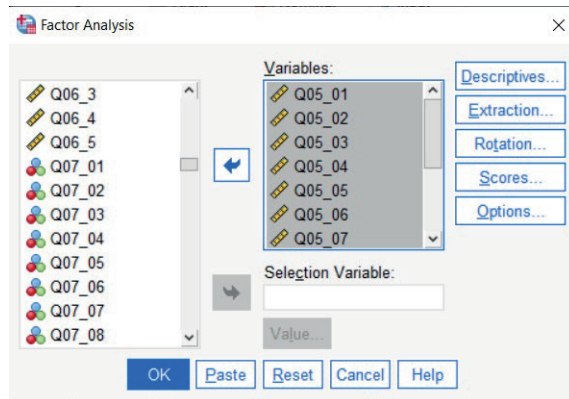 Factor Analysis
Q06_3
Q06_4
Q06_5
Q07_01
Q07_02
Q07_03
Q07_04
Q07_05
Q07_06
Q07_07
Q07_08
Variables:
Q05_01
Q05_02
Q05_03
Q05_04
Q05_05
Q05_06
Q05_07
Selection Variable:
Value...
Descriptives...
Extraction...
Rotation...
Scores...
Options...
OK Paste Reset Cancel Help